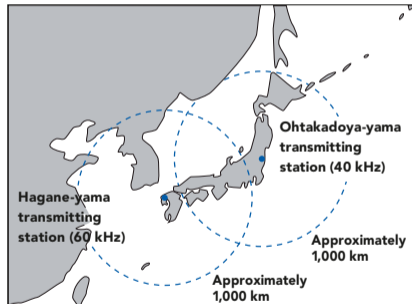 Ohtakadoya-yama
transmitting
station (40 kHz)
Hagane-yama
transmitting
station (60 kHz)
Approximately
1,000 km
Approximately
1,000 km